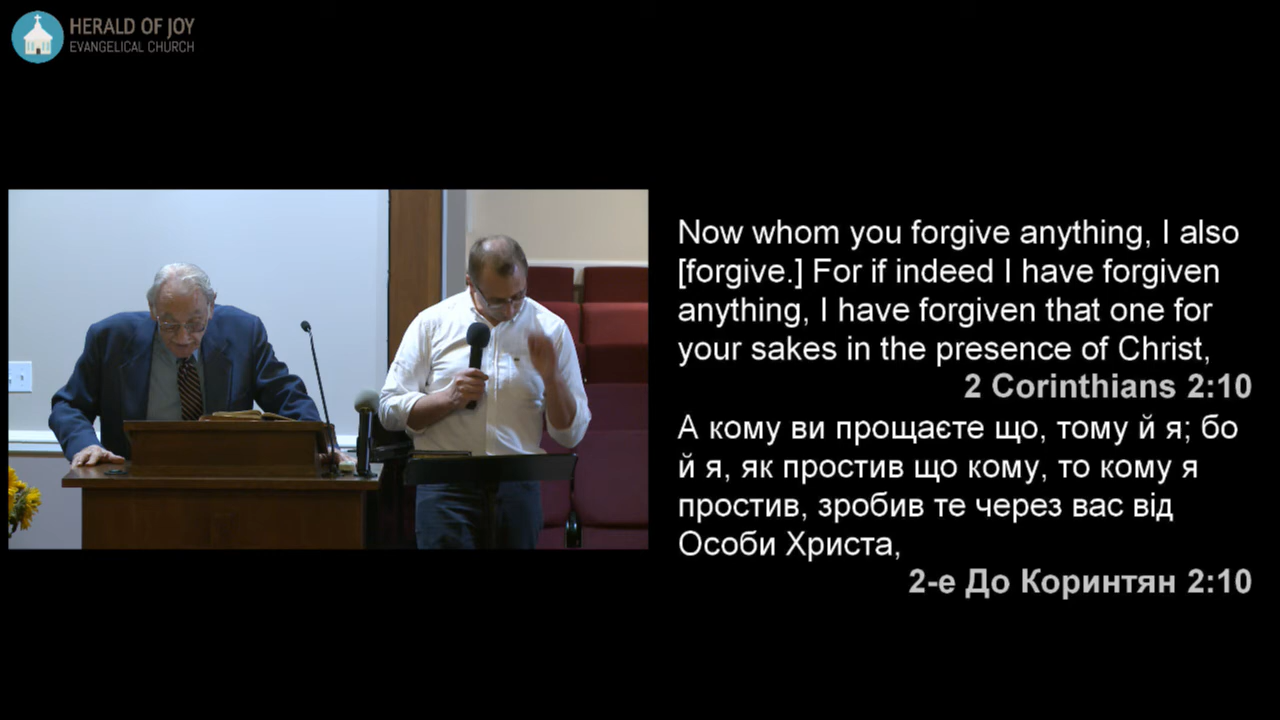 HERALD OF JOY
EVANGELICAL CHURCH
Now whom you forgive anything, I also
[forgive.] For if indeed I have forgiven
anything, I have forgiven that one for
your sakes in the presence of Christ,
2 Corinthians 2:10
А кому ви прощаєте що, тому й я; бо
й я, як простив що кому, то кому я
простив, зробив те через вас від
Особи Христа,
2-е До Коринтян 2:10